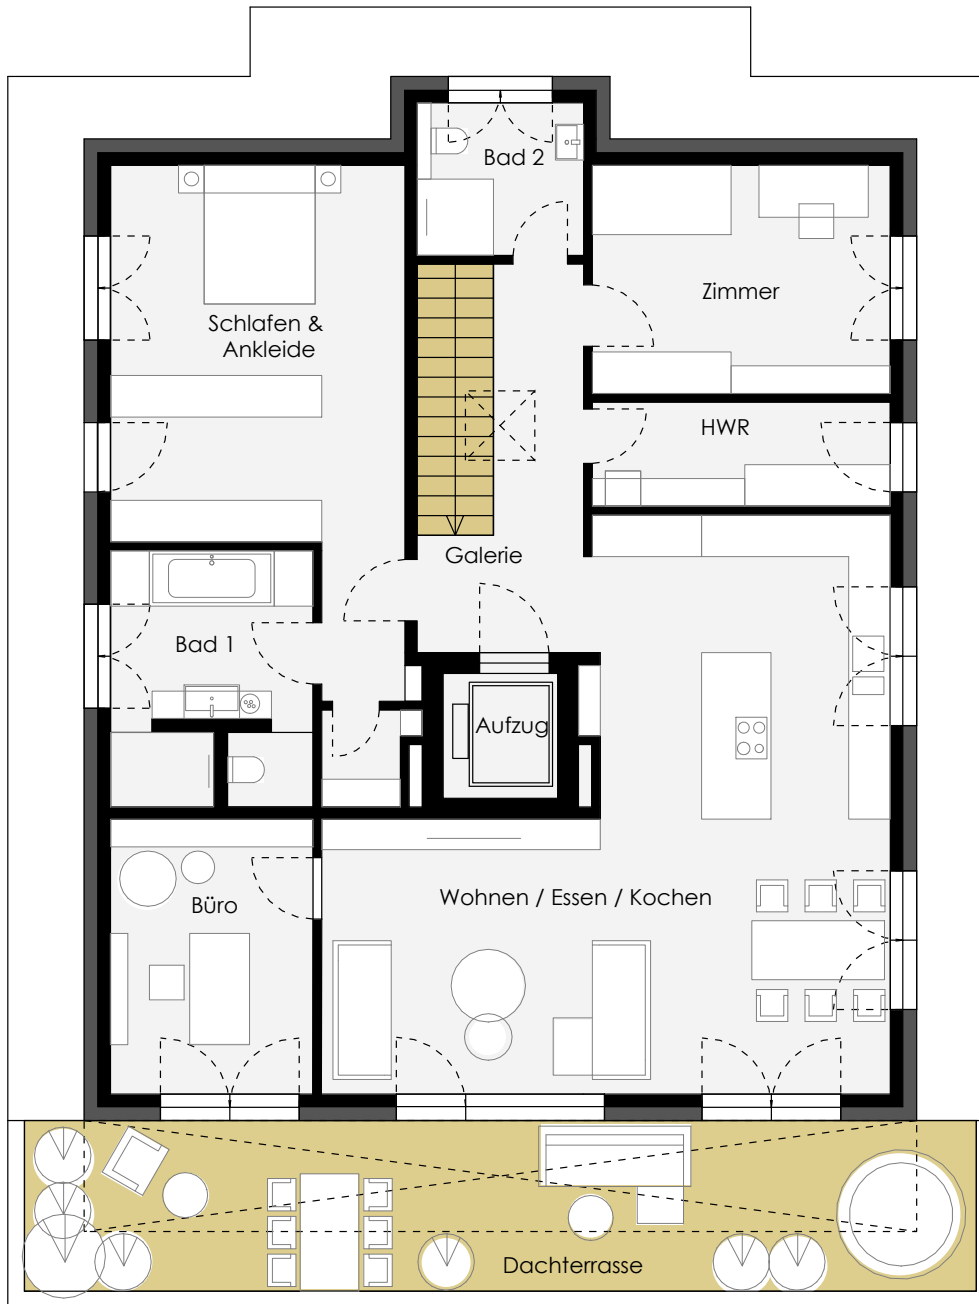 Bad 2
Zimmer
Schlafen &
Ankleide
HWR
Galerie
Bad 1
Aufzug
Wohnen / Essen / Kochen
Büro
Dachterrasse